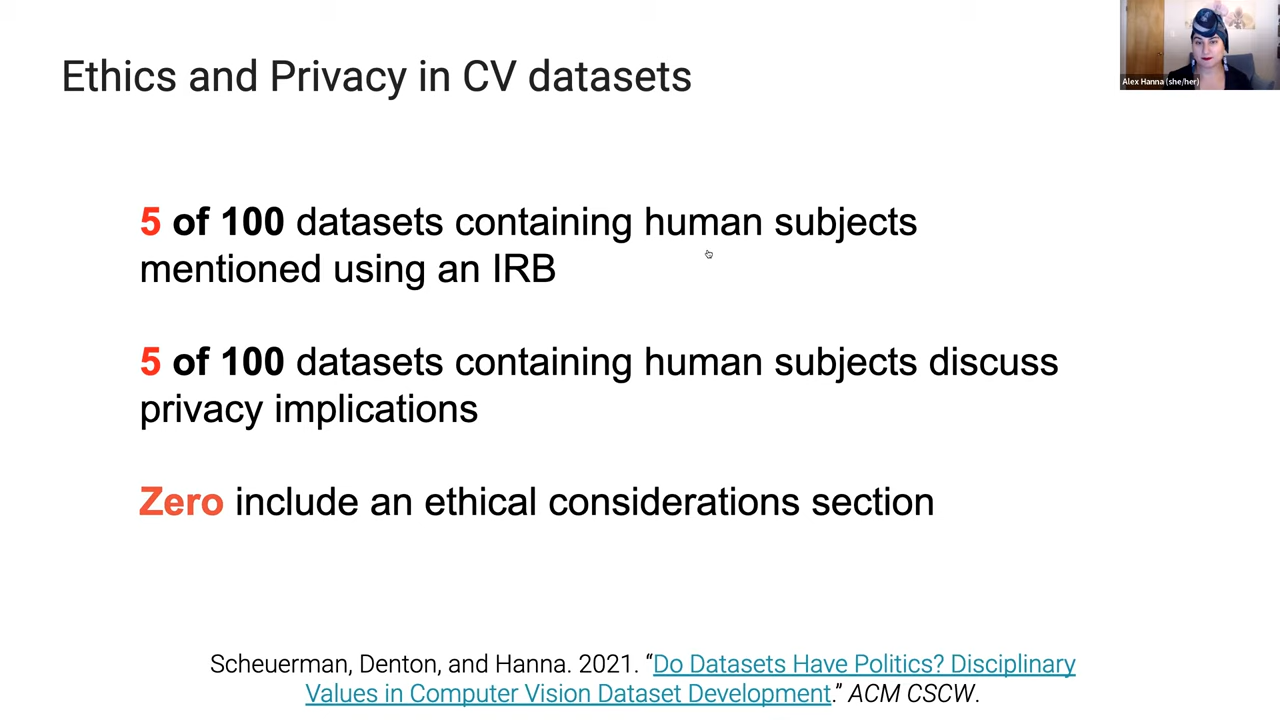 Ethics and Privacy in CV datasets
Alex Hanna (she/her)
5 of 100 datasets containing human subjects
mentioned using an IRB
5 of 100 datasets containing human subjects discuss
privacy implications
Zero include an ethical considerations section
Scheuerman, Denton, and Hanna. 2021. “Do Datasets Have Politics? Disciplinary
Values in Computer Vision Dataset Development.” ACM CSCW.